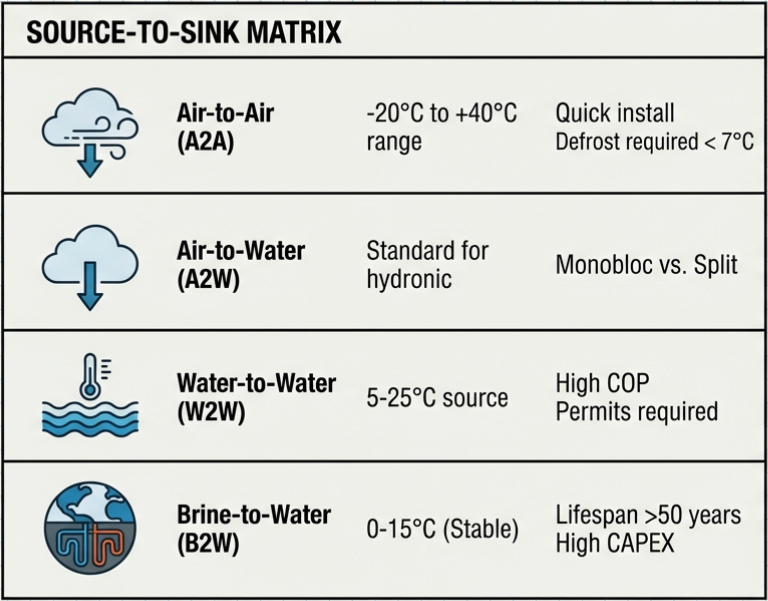 SOURCE-TO-SINK MATRIX
Air-to-Air
(A2A)
-20°C to +40°C
range
Quick install
Defrost required < 7°C
Air-to-Water
(A2W)
Standard for
hydronic
Monobloc vs. Split
Water-to-Water
(W2W)
5-25°C source
High COP
Permits required
Brine-to-Water
(B2W)
0-15°C (Stable)
Lifespan >50 years
High CAPEX